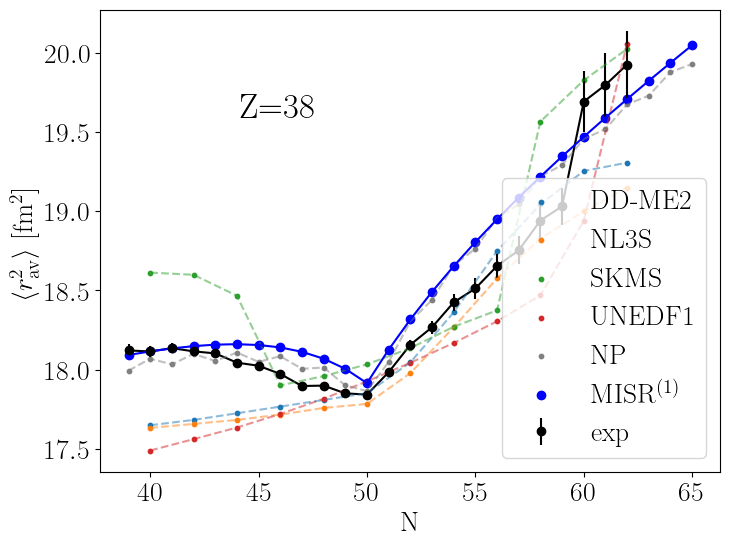 Z=38
20.0
19.5
19.0
18.5
18.0
17.5
⟨r²av⟩ [fm²]
DD-ME2
NL3S
SKMS
UNEDF1
NP
MISR⁽¹⁾
exp
40 45 50 55 60 65
N